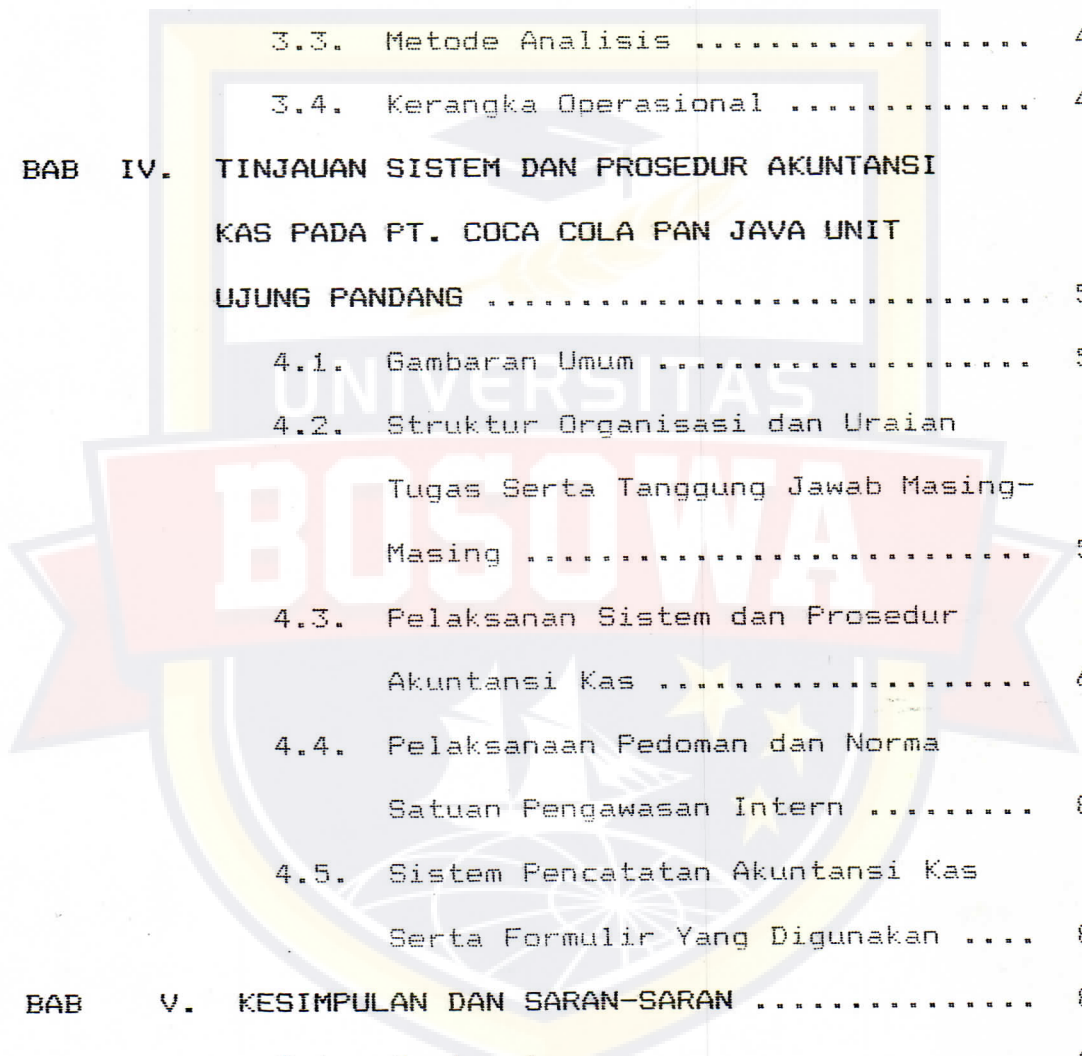 3.3. Metode Analisis ..................
3.4. Kerangka Operasional .............
BAB IV. TINJAUAN SISTEM DAN PROSEDUR AKUNTANSI
KAS PADA PT. COCA COLA PAN JAVA UNIT
UJUNG PANDANG .............................
4.1. Gambaran Umum ....................
4.2. Struktur Organisasi dan Uraian
Tugas Serta Tanggung Jawab Masing-
Masing ...........................
4.3. Pelaksanan Sistem dan Prosedur
Akuntansi Kas ....................
4.4. Pelaksanaan Pedoman dan Norma
Satuan Pengawasan Intern .........
4.5. Sistem Pencatatan Akuntansi Kas
Serta Formulir Yang Digunakan ....
BAB V. KESIMPULAN DAN SARAN-SARAN ...............
UNIVERSITAS
BOSOWA